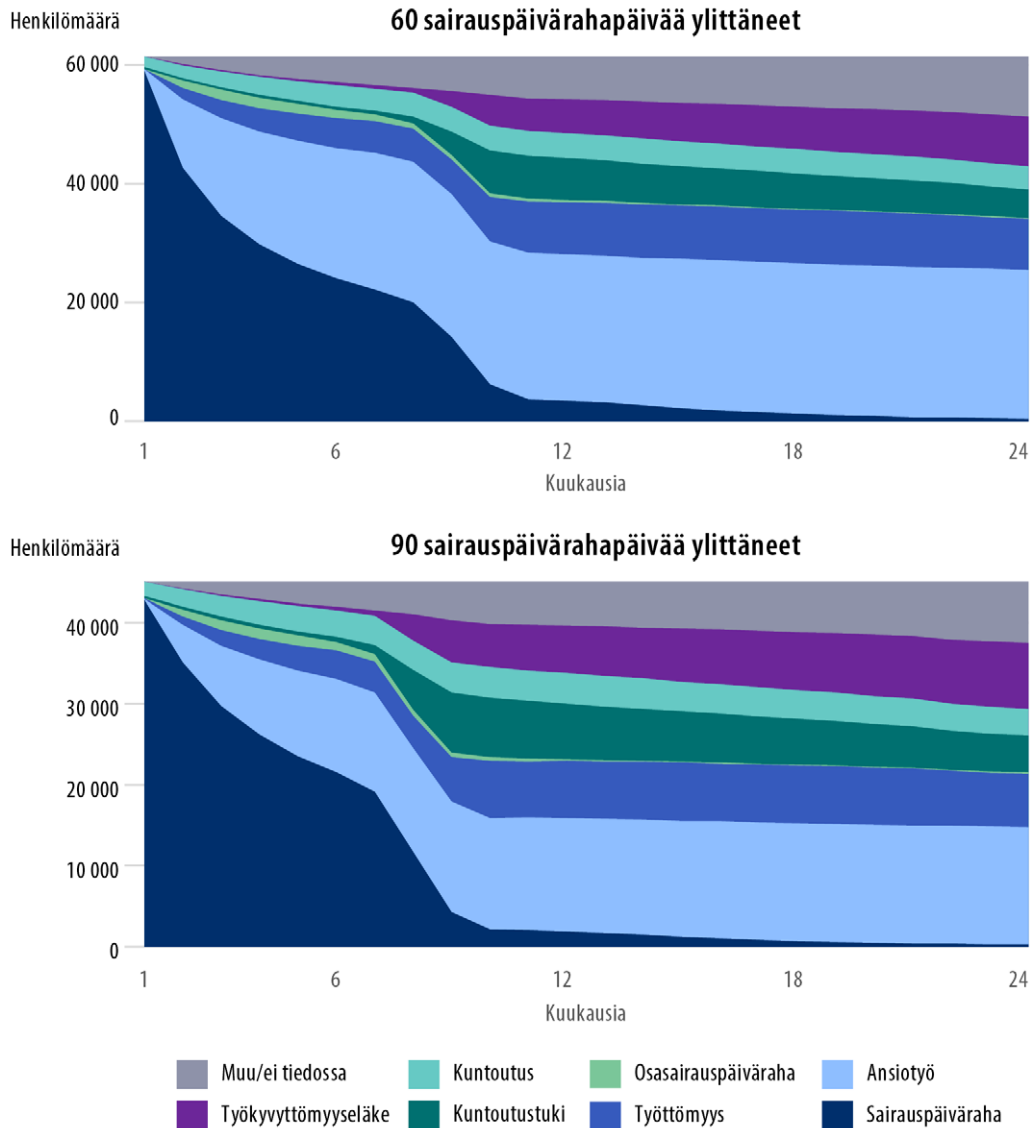 60 sairauspäivärahapäivää ylittäneet
Henkilömäärä
60 000
40 000
20 000
0
1 6 12 18 24
Kuukausia
90 sairauspäivärahapäivää ylittäneet
Henkilömäärä
40 000
30 000
20 000
10 000
0
1 6 12 18 24
Kuukausia
Muu/ei tiedossa Kuntoutus Osasairauspäiväraha Ansiotyö
Työkyvyttömyyseläke Kuntoutustuki Työttömyys Sairauspäiväraha